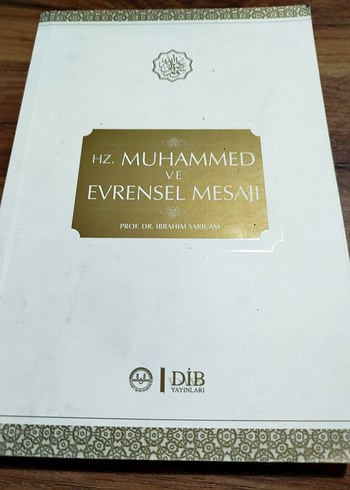 HZ. MUHAMMED
VE
EVRENSEL MESAJI
PROF. DR. İBRAHİM SARIÇAM
DİB
YAYINLARI